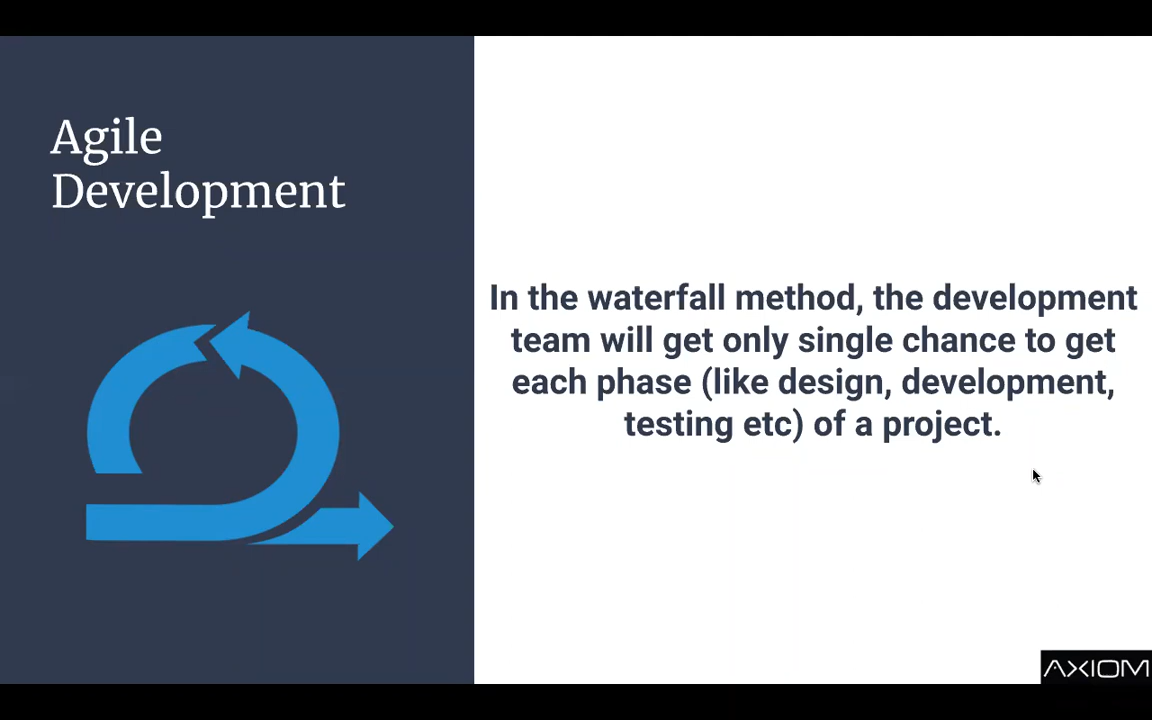 Agile
Development
In the waterfall method, the development
team will get only single chance to get
each phase (like design, development,
testing etc) of a project.
AXIOM